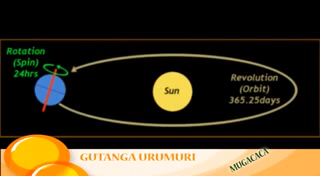 Rotation
(Spin)
24hrs
Sun
Revolution
(Orbit)
365.25days
GUTANGA URUMURI
MUGACACA